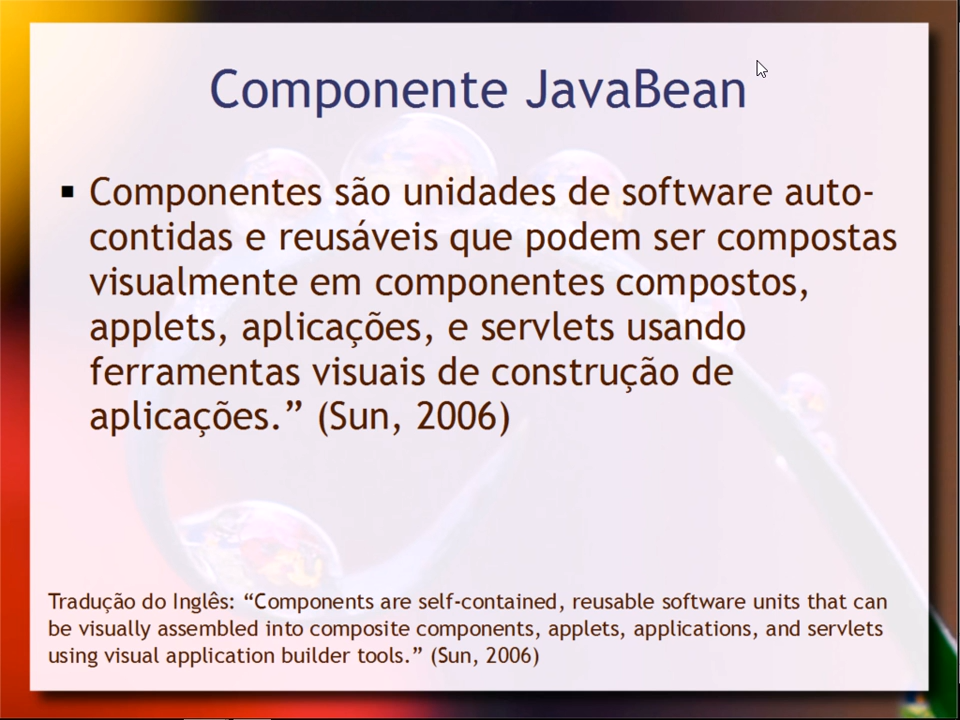 Componente JavaBean
▪ Componentes são unidades de software auto-
contidas e reusáveis que podem ser compostas
visualmente em componentes compostos,
applets, aplicações, e servlets usando
ferramentas visuais de construção de
aplicações.” (Sun, 2006)
Tradução do Inglês: “Components are self-contained, reusable software units that can
be visually assembled into composite components, applets, applications, and servlets
using visual application builder tools.” (Sun, 2006)